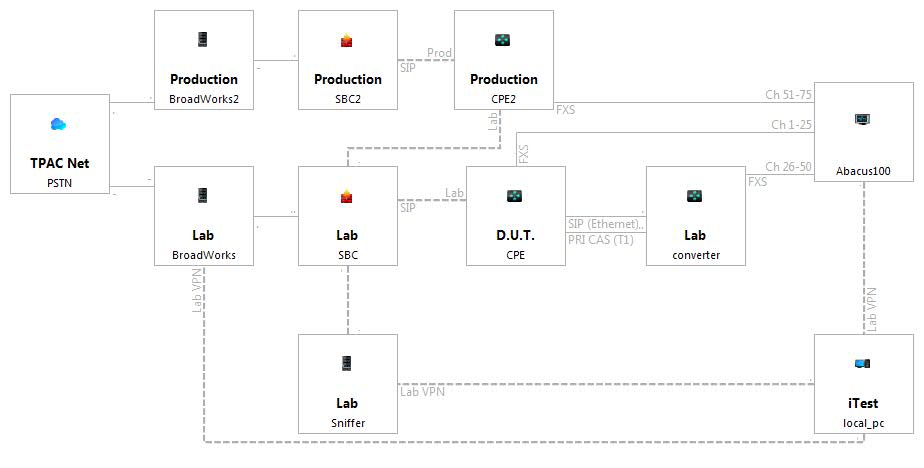 Production
BroadWorks2
Production
SBC2
Prod
SIP
Production
CPE2
FXS
Ch 51-75
Lab
TPAC Net
PSTN
Ch 1-25
FXS
Abacus100
Lab
BroadWorks
Lab
SBC
Lab
SIP
D.U.T.
CPE
SIP (Ethernet)
PRI CAS (T1)
Lab
converter
Ch 26-50
FXS
Lab VPN
Lab VPN
Lab
Sniffer
Lab VPN
iTest
local_pc